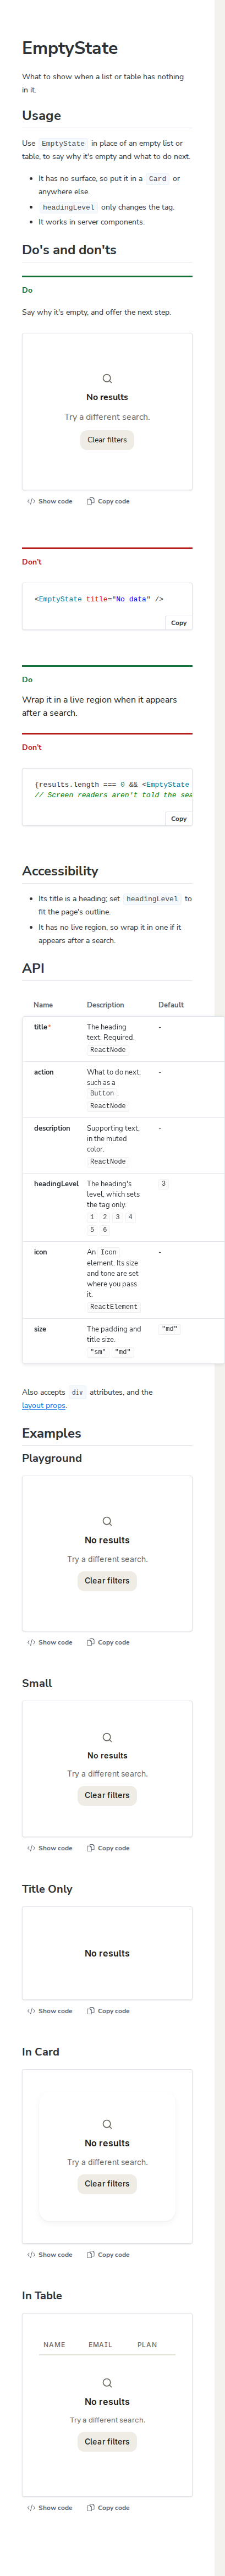 EmptyState
What to show when a list or table has nothing
in it.
Usage
Use EmptyState in place of an empty list or
table, to say why it's empty and what to do next.
It has no surface, so put it in a Card or
anywhere else.
headingLevel only changes the tag.
It works in server components.
Do's and don'ts
Do
Say why it's empty, and offer the next step.
No results
Try a different search.
Clear filters
Show code Copy code
Don't
<EmptyState title="No data" />
Copy
Do
Wrap it in a live region when it appears
after a search.
Don't
{results.length === 0 && <EmptyState
// Screen readers aren't told the sea
Copy
Accessibility
Its title is a heading; set headingLevel to
fit the page's outline.
It has no live region, so wrap it in one if it
appears after a search.
API
Name Description Default
title* The heading -
text. Required.
ReactNode
action What to do next, -
such as a
Button .
ReactNode
description Supporting text, -
in the muted
color.
ReactNode
headingLevel The heading's 3
level, which sets
the tag only.
1 2 3 4
5 6
icon An Icon -
element. Its size
and tone are set
where you pass
it.
ReactElement
size The padding and "md"
title size.
"sm" "md"
Also accepts div attributes, and the
layout props.
Examples
Playground
No results
Try a different search.
Clear filters
Show code Copy code
Small
No results
Try a different search.
Clear filters
Show code Copy code
Title Only
No results
Show code Copy code
In Card
No results
Try a different search.
Clear filters
Show code Copy code
In Table
NAME EMAIL PLAN
No results
Try a different search.
Clear filters
Show code Copy code